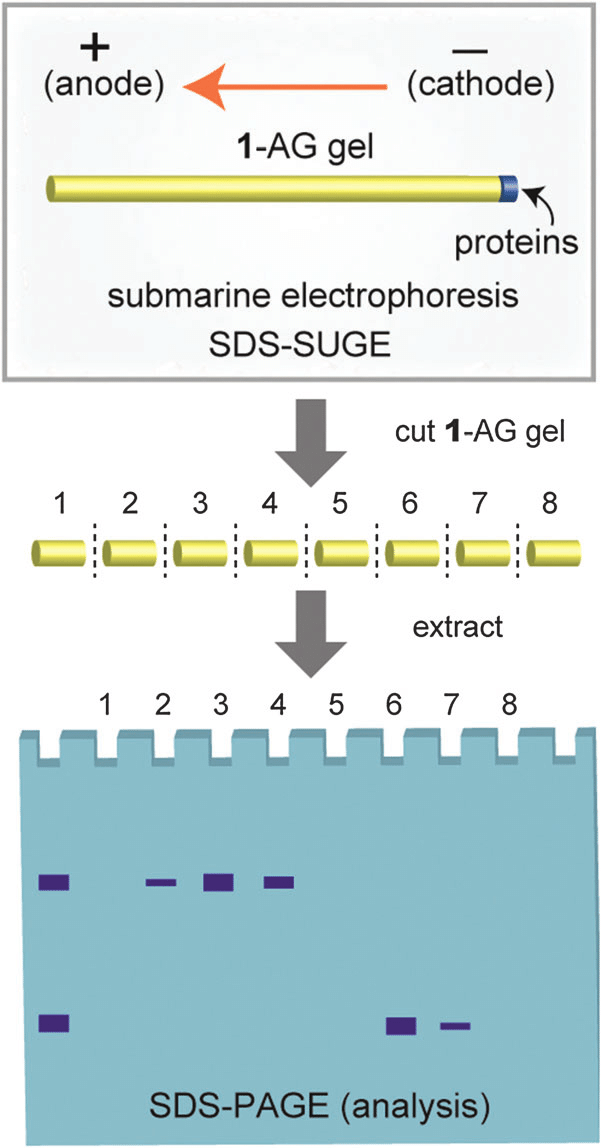 + −
(anode) (cathode)
1-AG gel
proteins
submarine electrophoresis
SDS-SUGE
cut 1-AG gel
1 2 3 4 5 6 7 8
extract
1 2 3 4 5 6 7 8
SDS-PAGE (analysis)